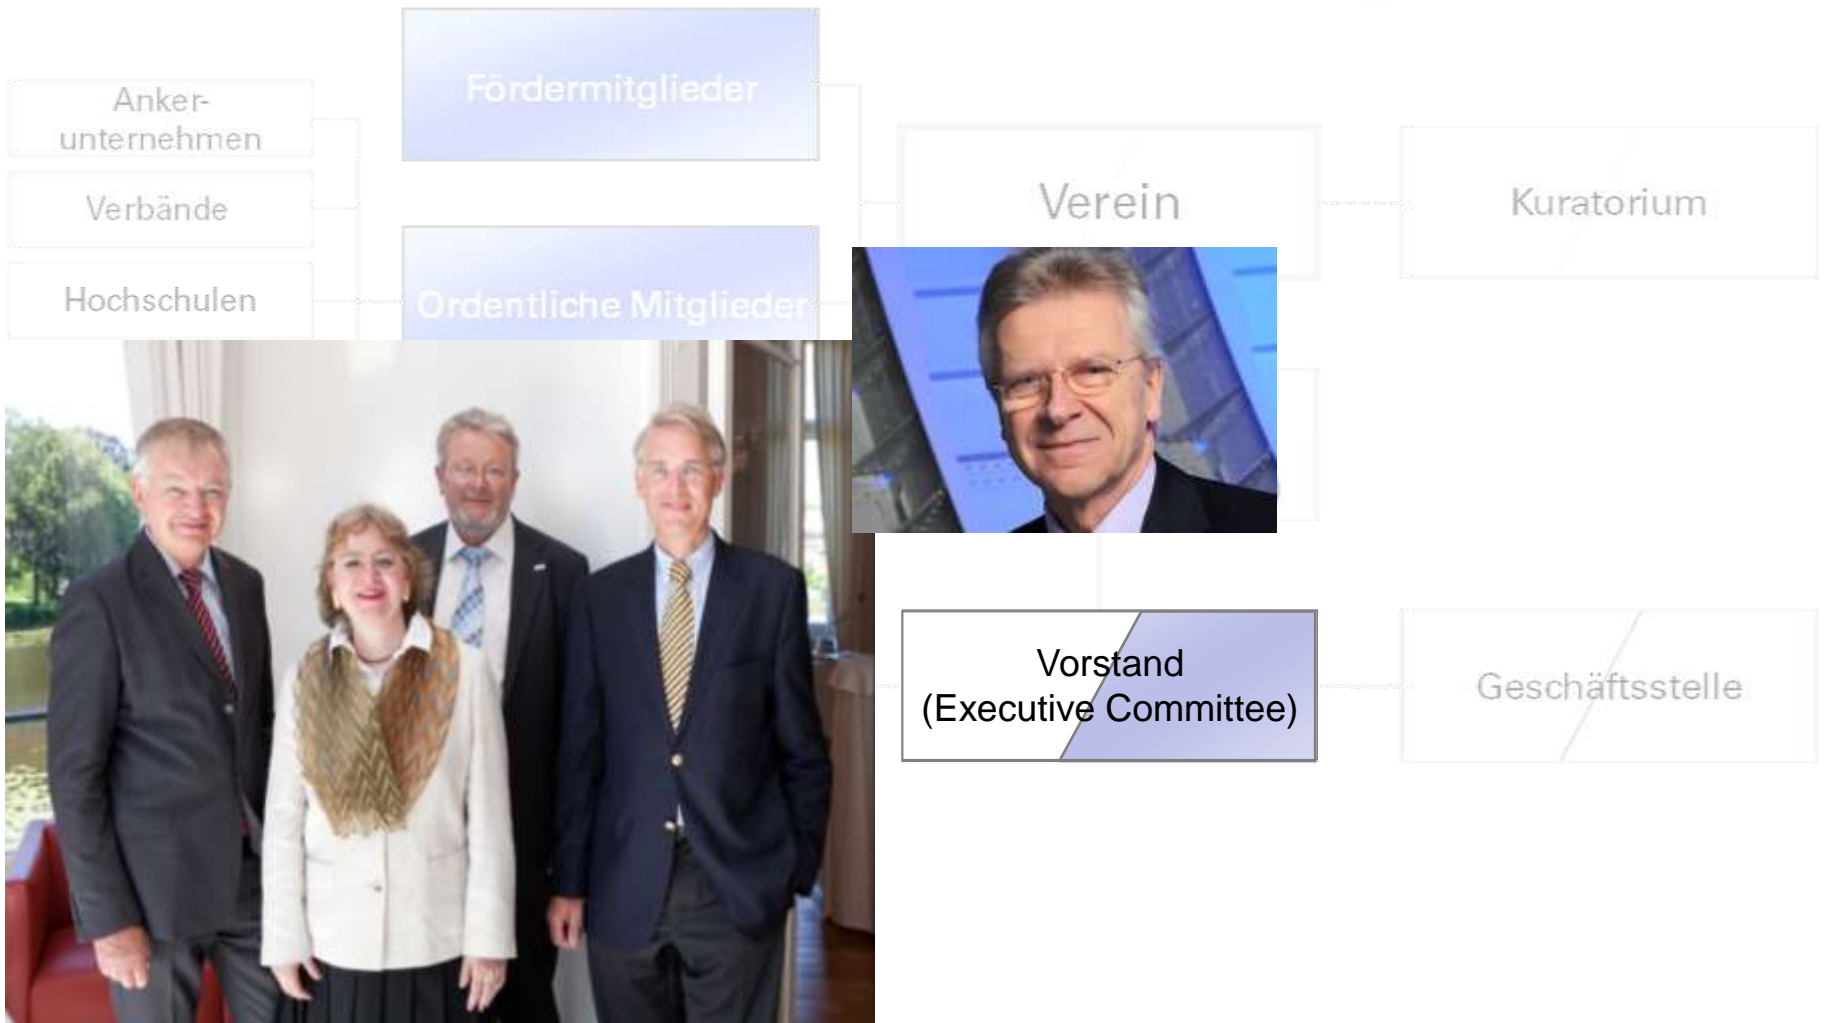 Fördermitglieder
Anker-
unternehmen
Verbände
Hochschulen
Ordentliche Mitglieder
Verein
Kuratorium
Vorstand
(Executive Committee)
Geschäftsstelle